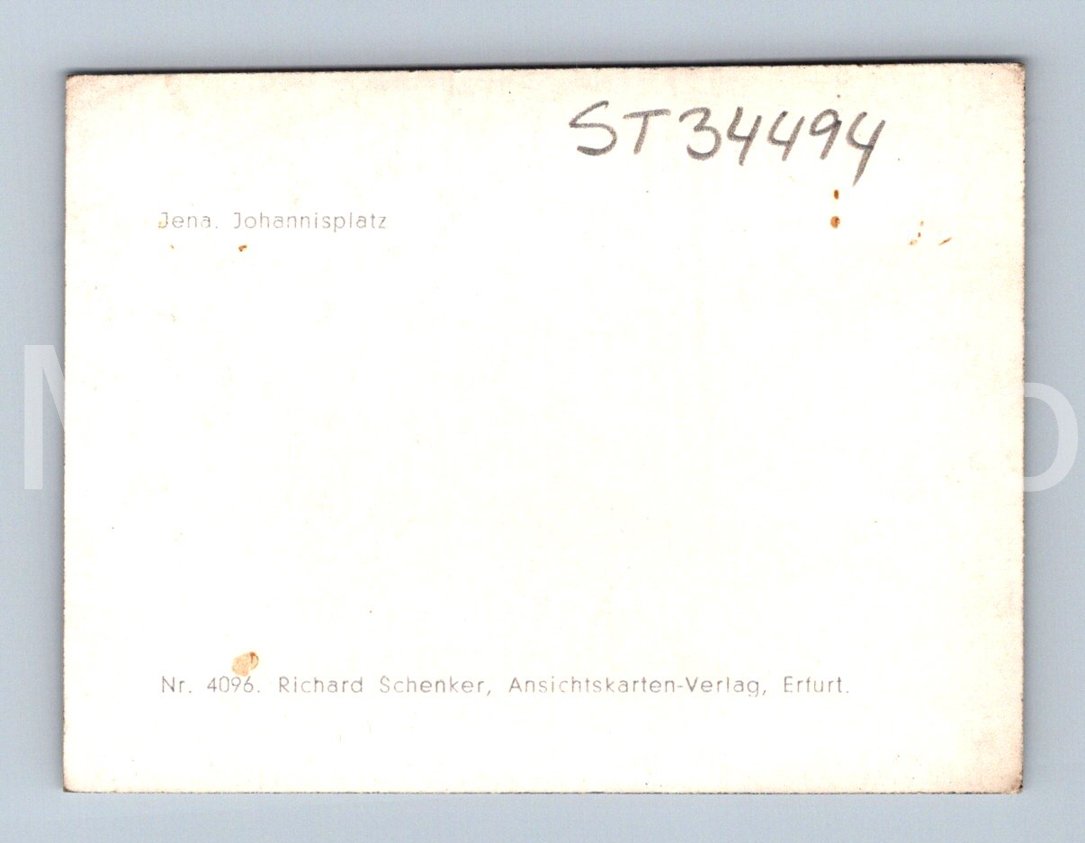 ST34494
Jena. Johannisplatz
Nr. 4096. Richard Schenker, Ansichtskarten-Verlag, Erfurt.